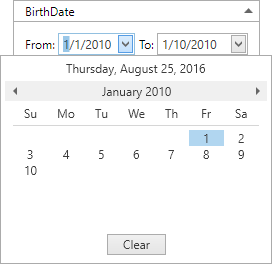 BirthDate
From: 1/1/2010 To: 1/10/2010
Thursday, August 25, 2016
January 2010
Su Mo Tu We Th Fr Sa
1 2
3 4 5 6 7 8 9
10
Clear